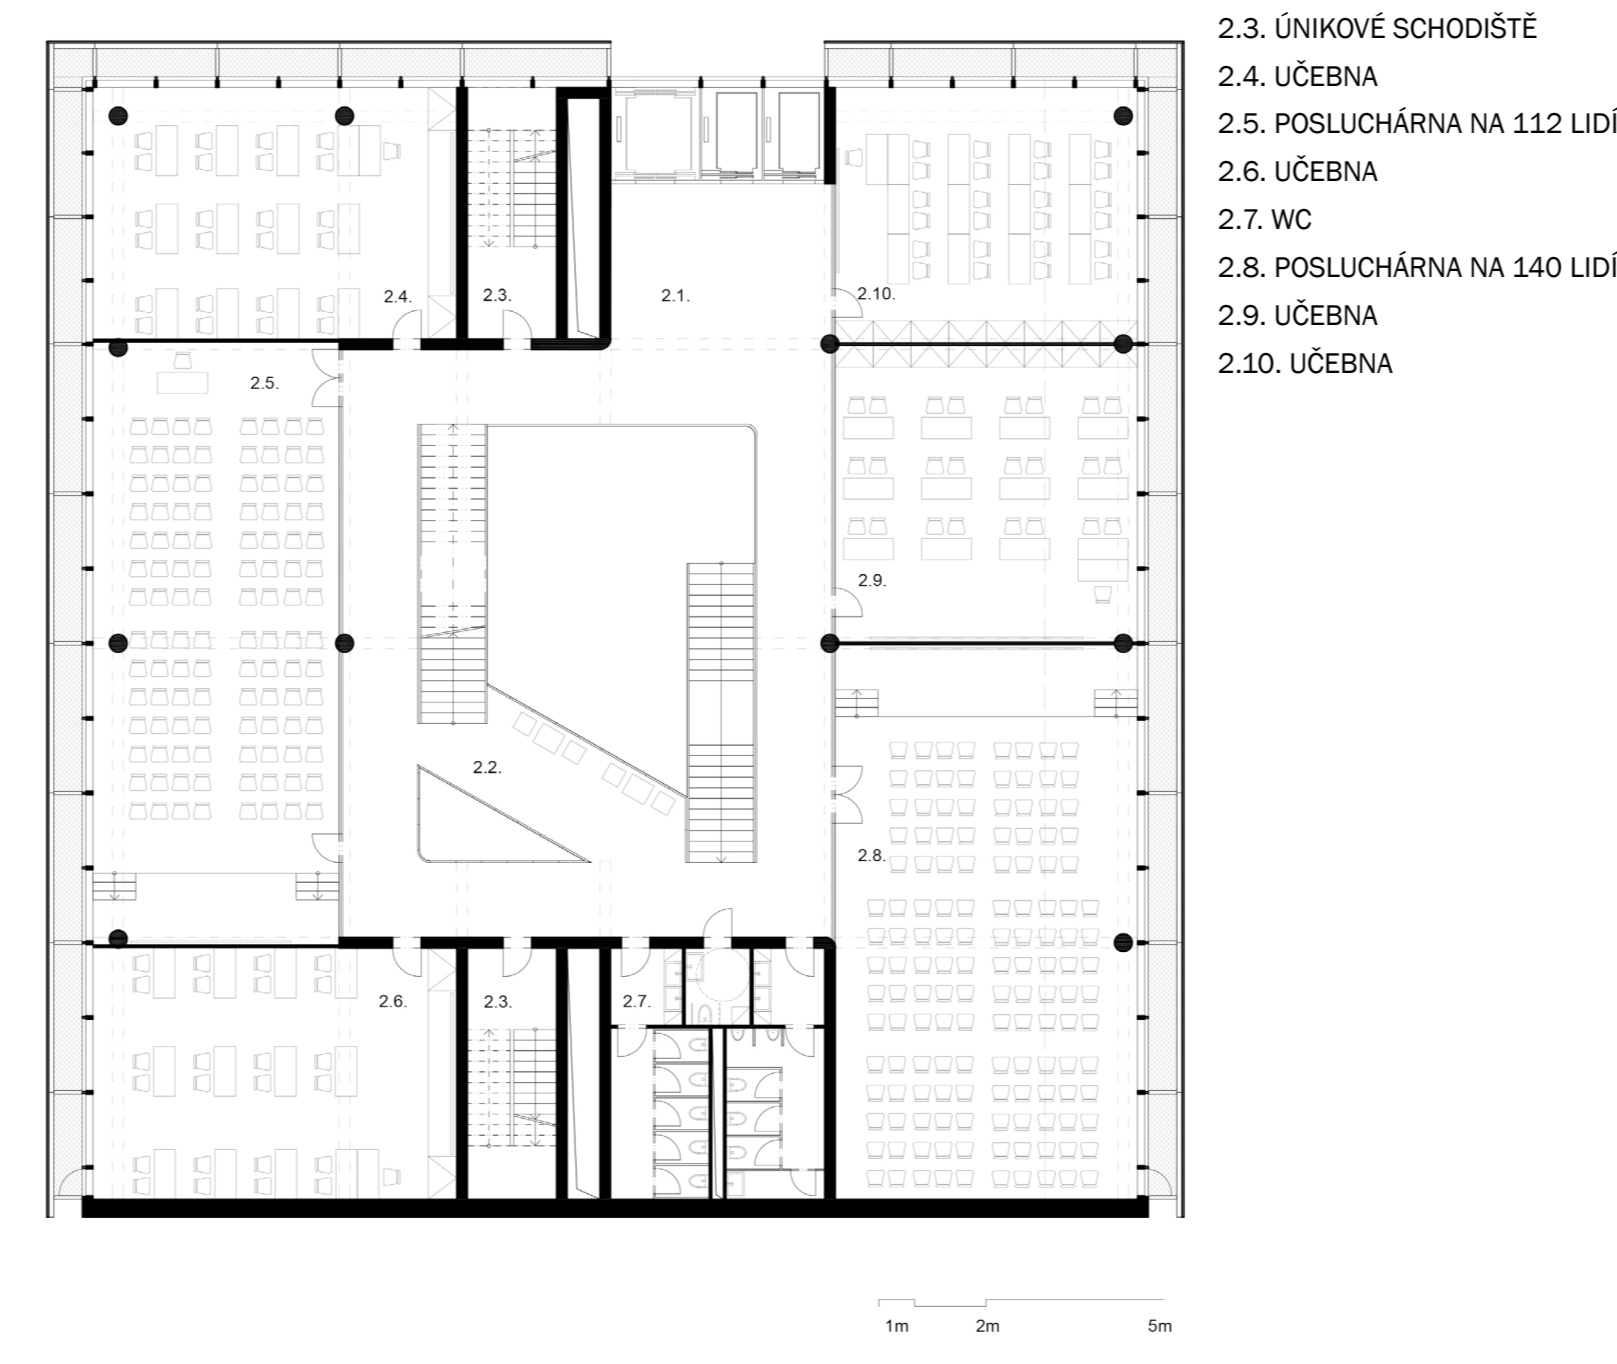 2.3. ÚNIKOVÉ SCHODIŠTĚ
2.4. UČEBNA
2.5. POSLUCHÁRNA NA 112 LIDÍ
2.6. UČEBNA
2.7. WC
2.8. POSLUCHÁRNA NA 140 LIDÍ
2.9. UČEBNA
2.10. UČEBNA
2.4.
2.3.
2.1.
2.10.
2.5.
2.9.
2.2.
2.8.
2.6.
2.3.
2.7.
1m
2m
5m